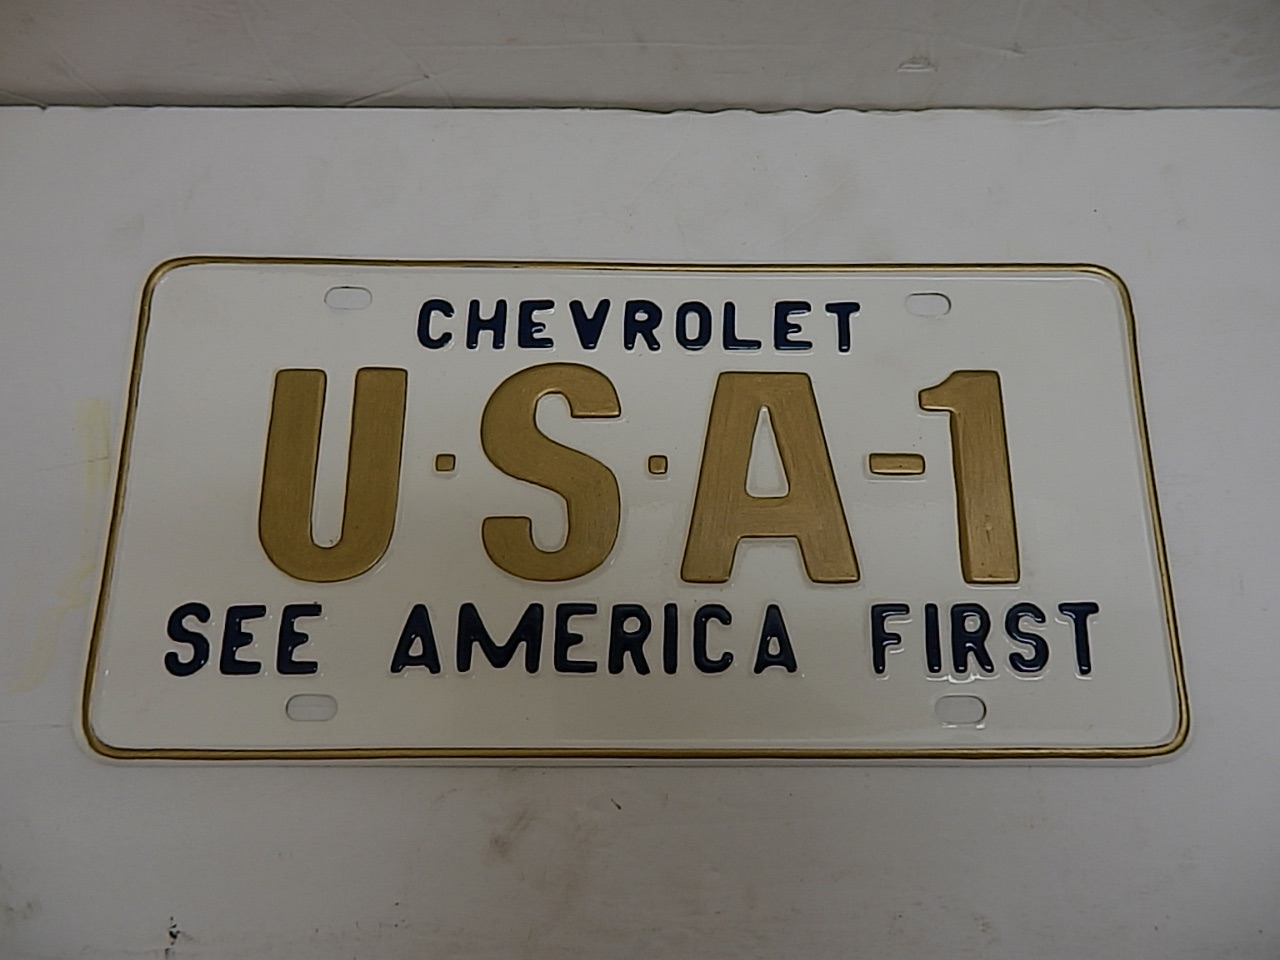 CHEVROLET
U·S·A-1
SEE AMERICA FIRST